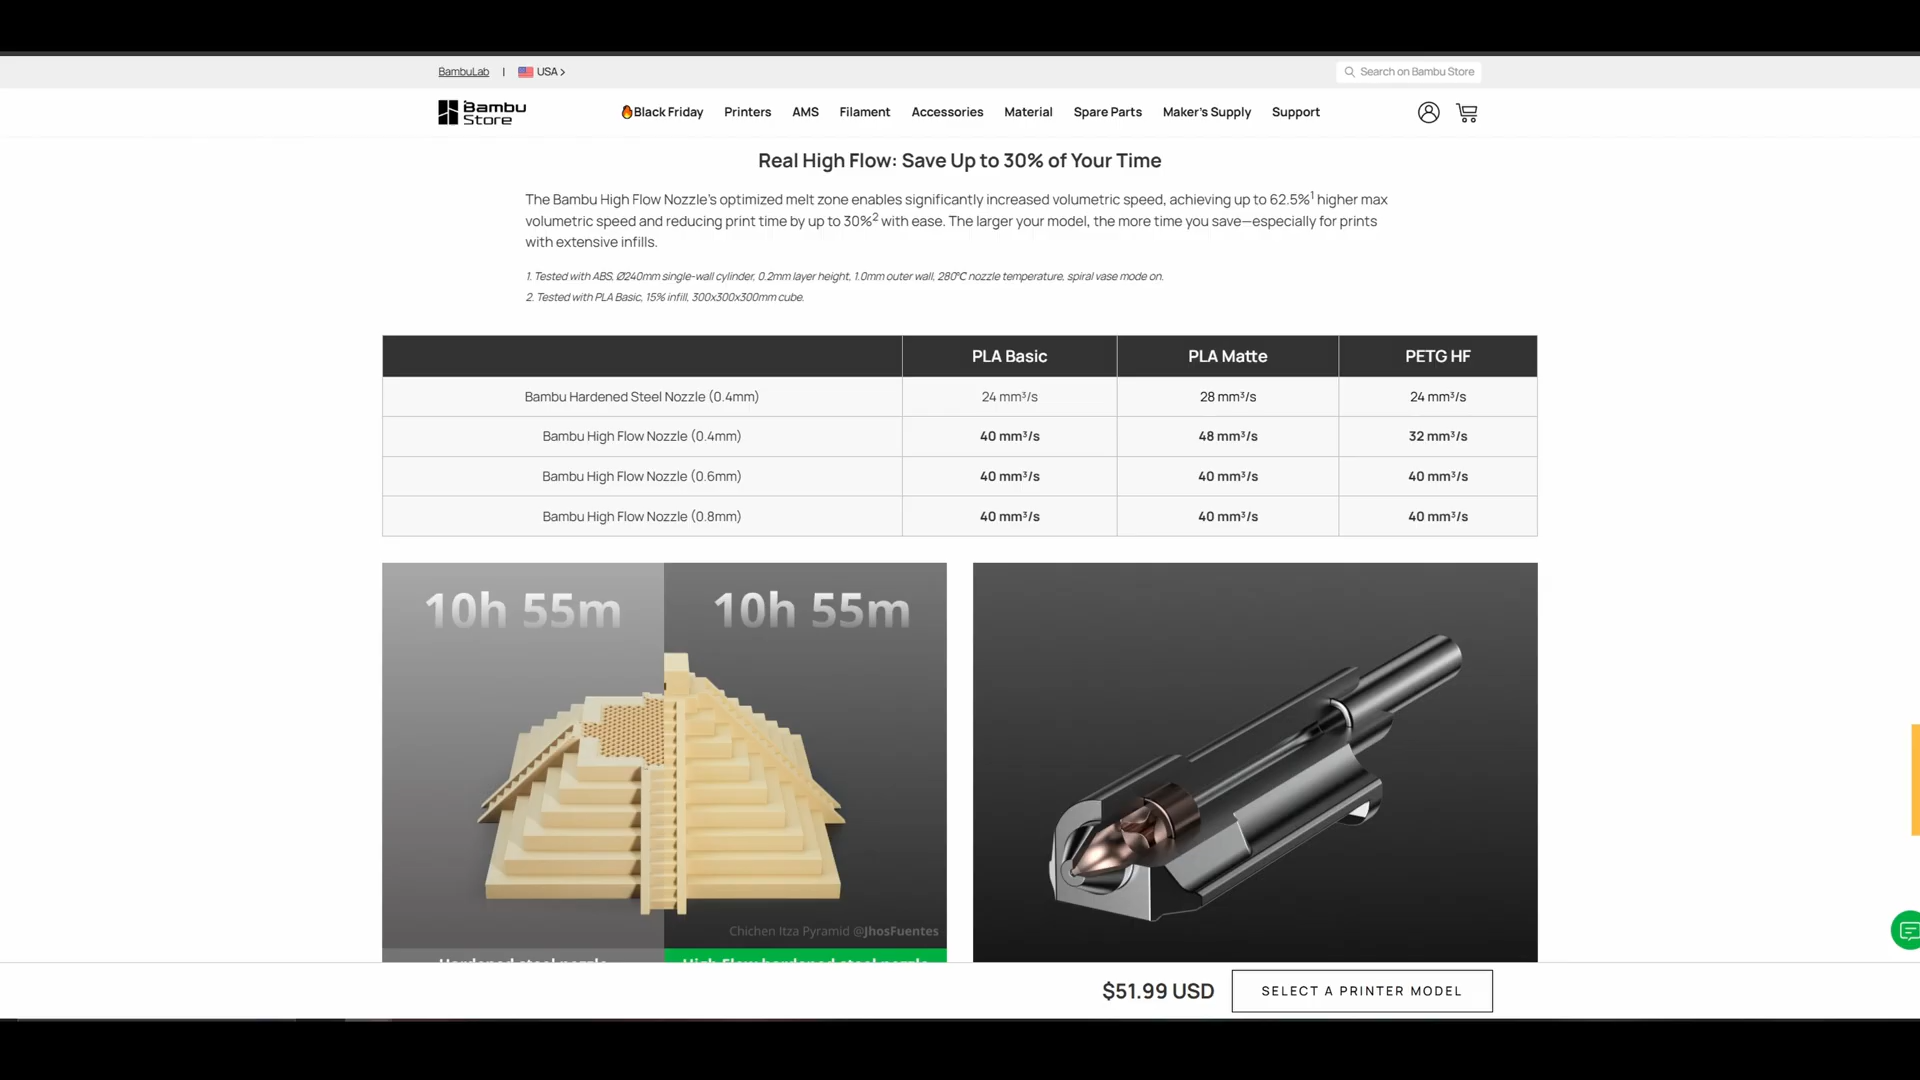 BambuLab | USA >
Search on Bambu Store
Bambu Store
Black Friday Printers AMS Filament Accessories Material Spare Parts Maker's Supply Support
Real High Flow: Save Up to 30% of Your Time
The Bambu High Flow Nozzle's optimized melt zone enables significantly increased volumetric speed, achieving up to 62.5%¹ higher max
volumetric speed and reducing print time by up to 30%² with ease. The larger your model, the more time you save—especially for prints
with extensive infills.
1. Tested with ABS, Ø240mm single-wall cylinder, 0.2mm layer height, 1.0mm outer wall, 280℃ nozzle temperature, spiral vase mode on.
2. Tested with PLA Basic, 15% infill, 300x300x300mm cube.
PLA Basic PLA Matte PETG HF
Bambu Hardened Steel Nozzle (0.4mm) 24 mm³/s 28 mm³/s 24 mm³/s
Bambu High Flow Nozzle (0.4mm) 40 mm³/s 48 mm³/s 32 mm³/s
Bambu High Flow Nozzle (0.6mm) 40 mm³/s 40 mm³/s 40 mm³/s
Bambu High Flow Nozzle (0.8mm) 40 mm³/s 40 mm³/s 40 mm³/s
10h 55m 10h 55m
Chichen Itza Pyramid @JhosFuentes
Hardened steel nozzle High Flow hardened steel nozzle
$51.99 USD SELECT A PRINTER MODEL